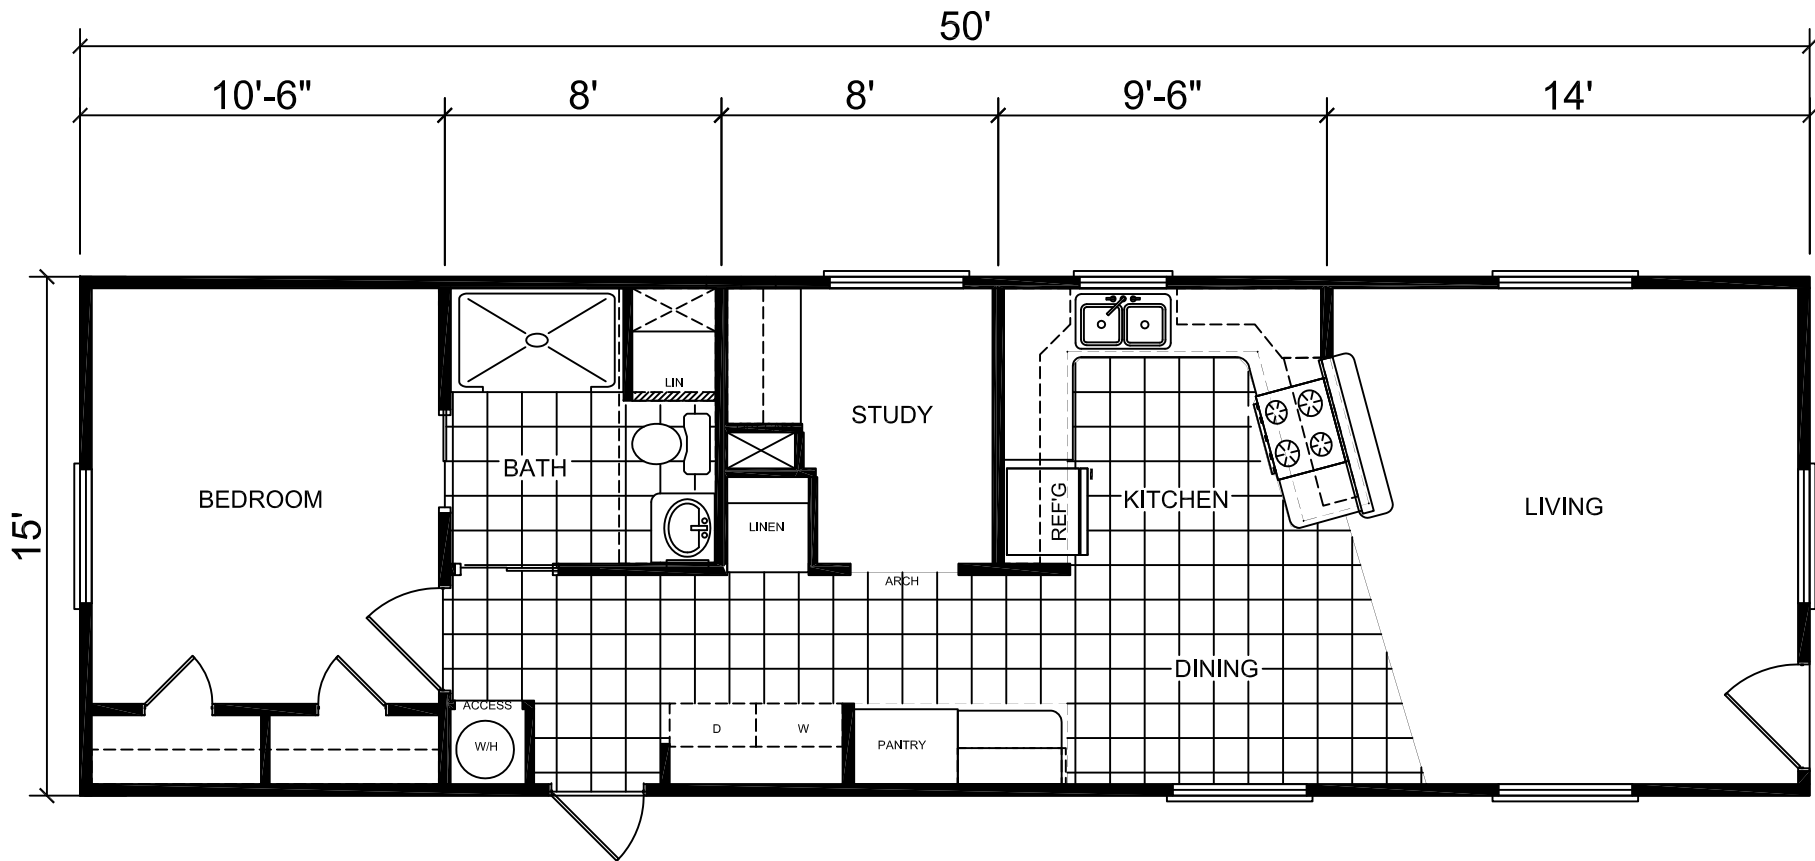 50'
10'-6"
8'
8'
9'-6"
14'
15'
LIN
STUDY
BATH
BEDROOM
REF'G
KITCHEN
LIVING
LINEN
ARCH
DINING
ACCESS
W/H
D
W
PANTRY